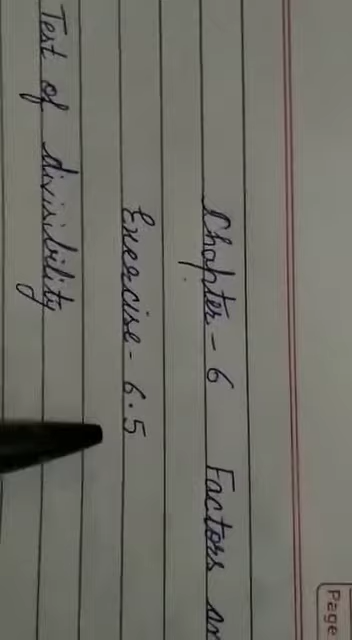 Page
Chapter - 6 Factors an
Exercise - 6.5
Test of divisibility